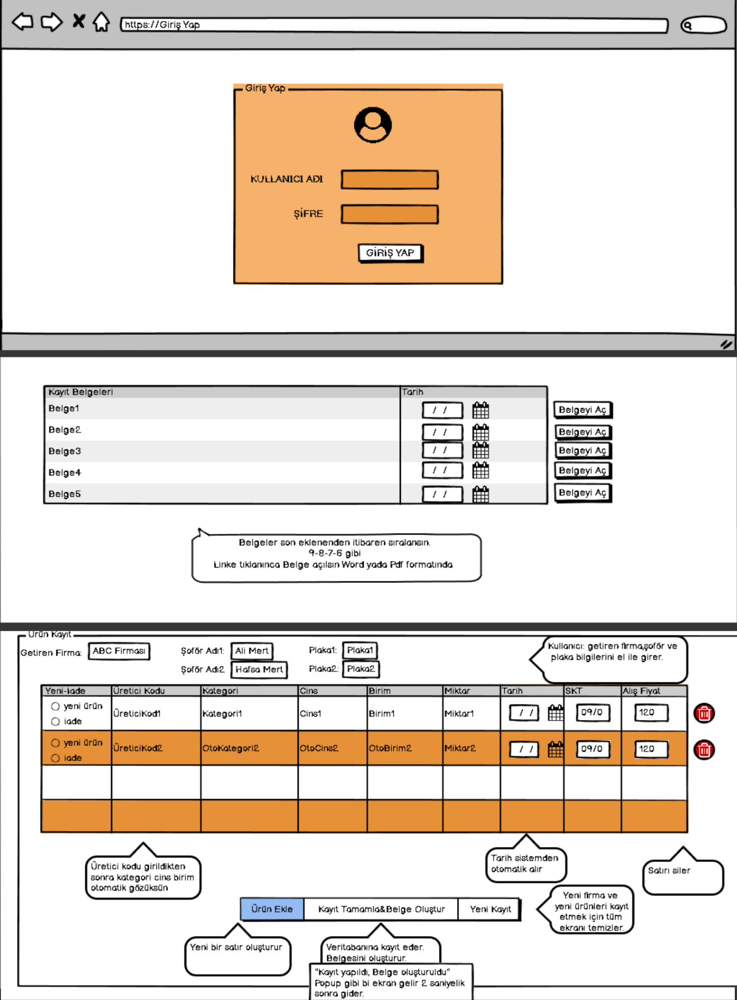 https://Giriş Yap
Giriş Yap
KULLANICI ADI
ŞİFRE
GİRİŞ YAP
Kayıt Belgeleri Tarih
Belge1 / / Belgeyi Aç
Belge2 / / Belgeyi Aç
Belge3 / / Belgeyi Aç
Belge4 / / Belgeyi Aç
Belge5 / / Belgeyi Aç
Belgeler son eklenenden itibaren sıralansın.
9-8-7-6 gibi
Linke tıklanınca Belge açılsın Word yada Pdf formatında
Ürün Kayıt
Getiren Firma: ABC Firması Şoför Adı1: Ali Mert Plaka1: Plaka1
Şoför Adı2 Hafsa Mert Plaka2: Plaka2
Kullanıcı: getiren firma,şoför ve
plaka bilgilerini el ile girer.
Yeni-İade Üretici Kodu Kategori Cins Birim Miktar Tarih SKT Alış Fiyat
yeni ürün
iade
ÜreticiKod1 Kategori1 Cins1 Birim1 Miktar1 / / 09/0 120
yeni ürün
iade
ÜreticiKod2 OtoKategori2 OtoCins2 OtoBirim2 Miktar2 / / 09/0 120
Üretici kodu girildikten
sonra kategori cins birim
otomatik gözüksün
Tarih sistemden
otomatik alır
Satırı siler
Ürün Ekle Kayıt Tamamla&Belge Oluştur Yeni Kayıt
Yeni firma ve
yeni ürünleri kayıt
etmek için tüm
ekranı temizler.
Yeni bir satır oluşturur
Veritabanına kayıt eder.
Belgesini oluşturur.
"Kayıt yapıldı, Belge oluşturuldu"
Popup gibi bi ekran gelir 2 saniyelik
sonra gider.